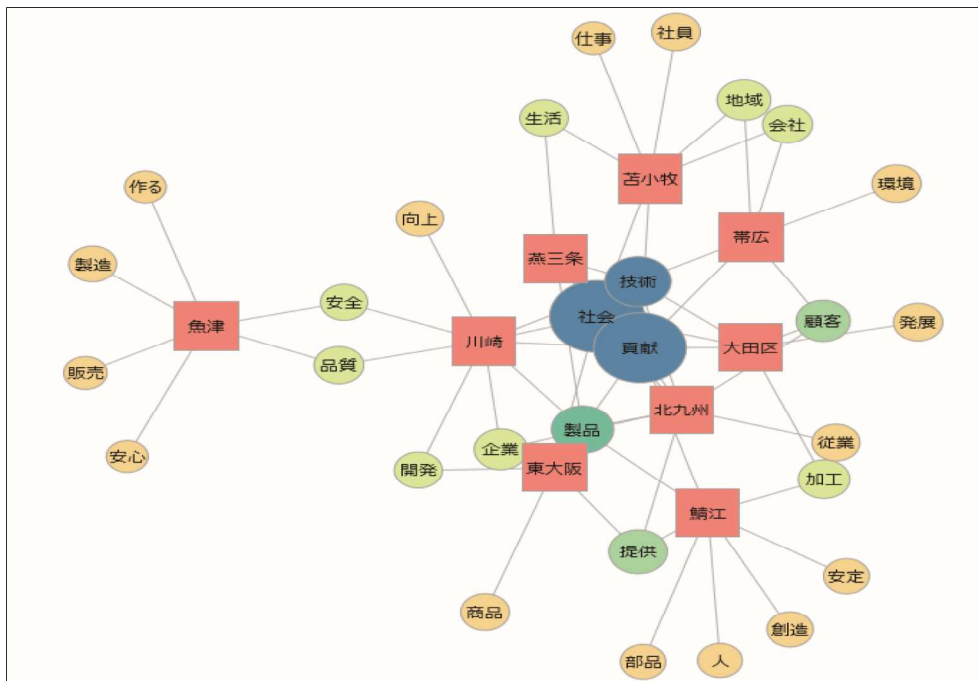 仕事
社員
生活
地域
会社
苫小牧
環境
作る
向上
帯広
製造
燕三条
技術
安全
社会
顧客
発展
魚津
川崎
貢献
大田区
品質
販売
北九州
製品
従業
安心
企業
開発
東大阪
加工
鯖江
提供
安定
商品
創造
部品
人